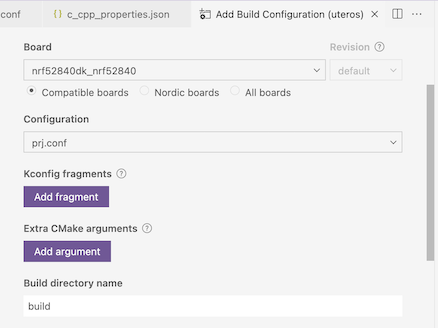 conf
{} c_cpp_properties.json
Add Build Configuration (uteros)
Board
Revision
nrf52840dk_nrf52840
default
Compatible boards
Nordic boards
All boards
Configuration
prj.conf
Kconfig fragments
Add fragment
Extra CMake arguments
Add argument
Build directory name
build